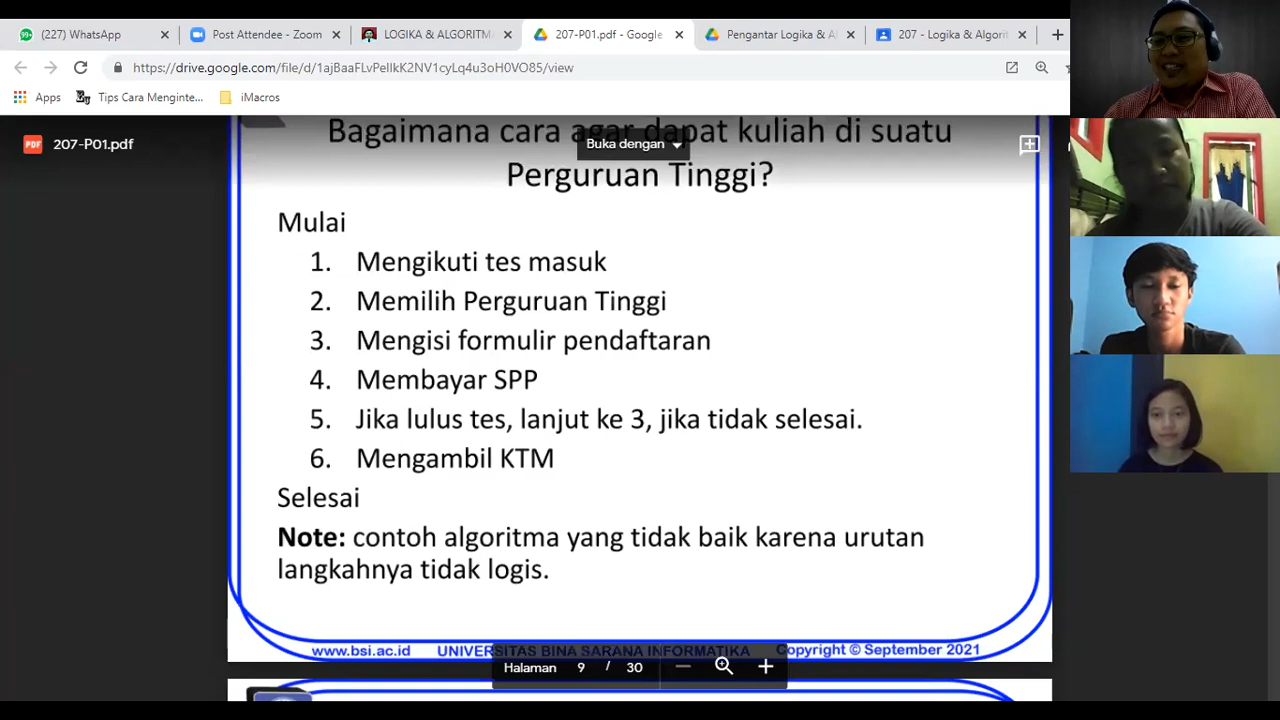 (227) WhatsApp
Post Attendee - Zoom
LOGIKA & ALGORITM
207-P01.pdf - Google
Pengantar Logika & Al
207 - Logika & Algorit
https://drive.google.com/file/d/1ajBaaFLvPelIkK2NV1cyLq4u3oH0VO85/view
Apps
Tips Cara Menginte...
iMacros
PDF
207-P01.pdf
Bagaimana cara agar dapat kuliah di suatu
Buka dengan
Perguruan Tinggi?
Mulai
1. Mengikuti tes masuk
2. Memilih Perguruan Tinggi
3. Mengisi formulir pendaftaran
4. Membayar SPP
5. Jika lulus tes, lanjut ke 3, jika tidak selesai.
6. Mengambil KTM
Selesai
Note: contoh algoritma yang tidak baik karena urutan
langkahnya tidak logis.
www.bsi.ac.id UNIVERSITAS BINA SARANA INFORMATIKA Copyright © September 2021
Halaman 9 / 30